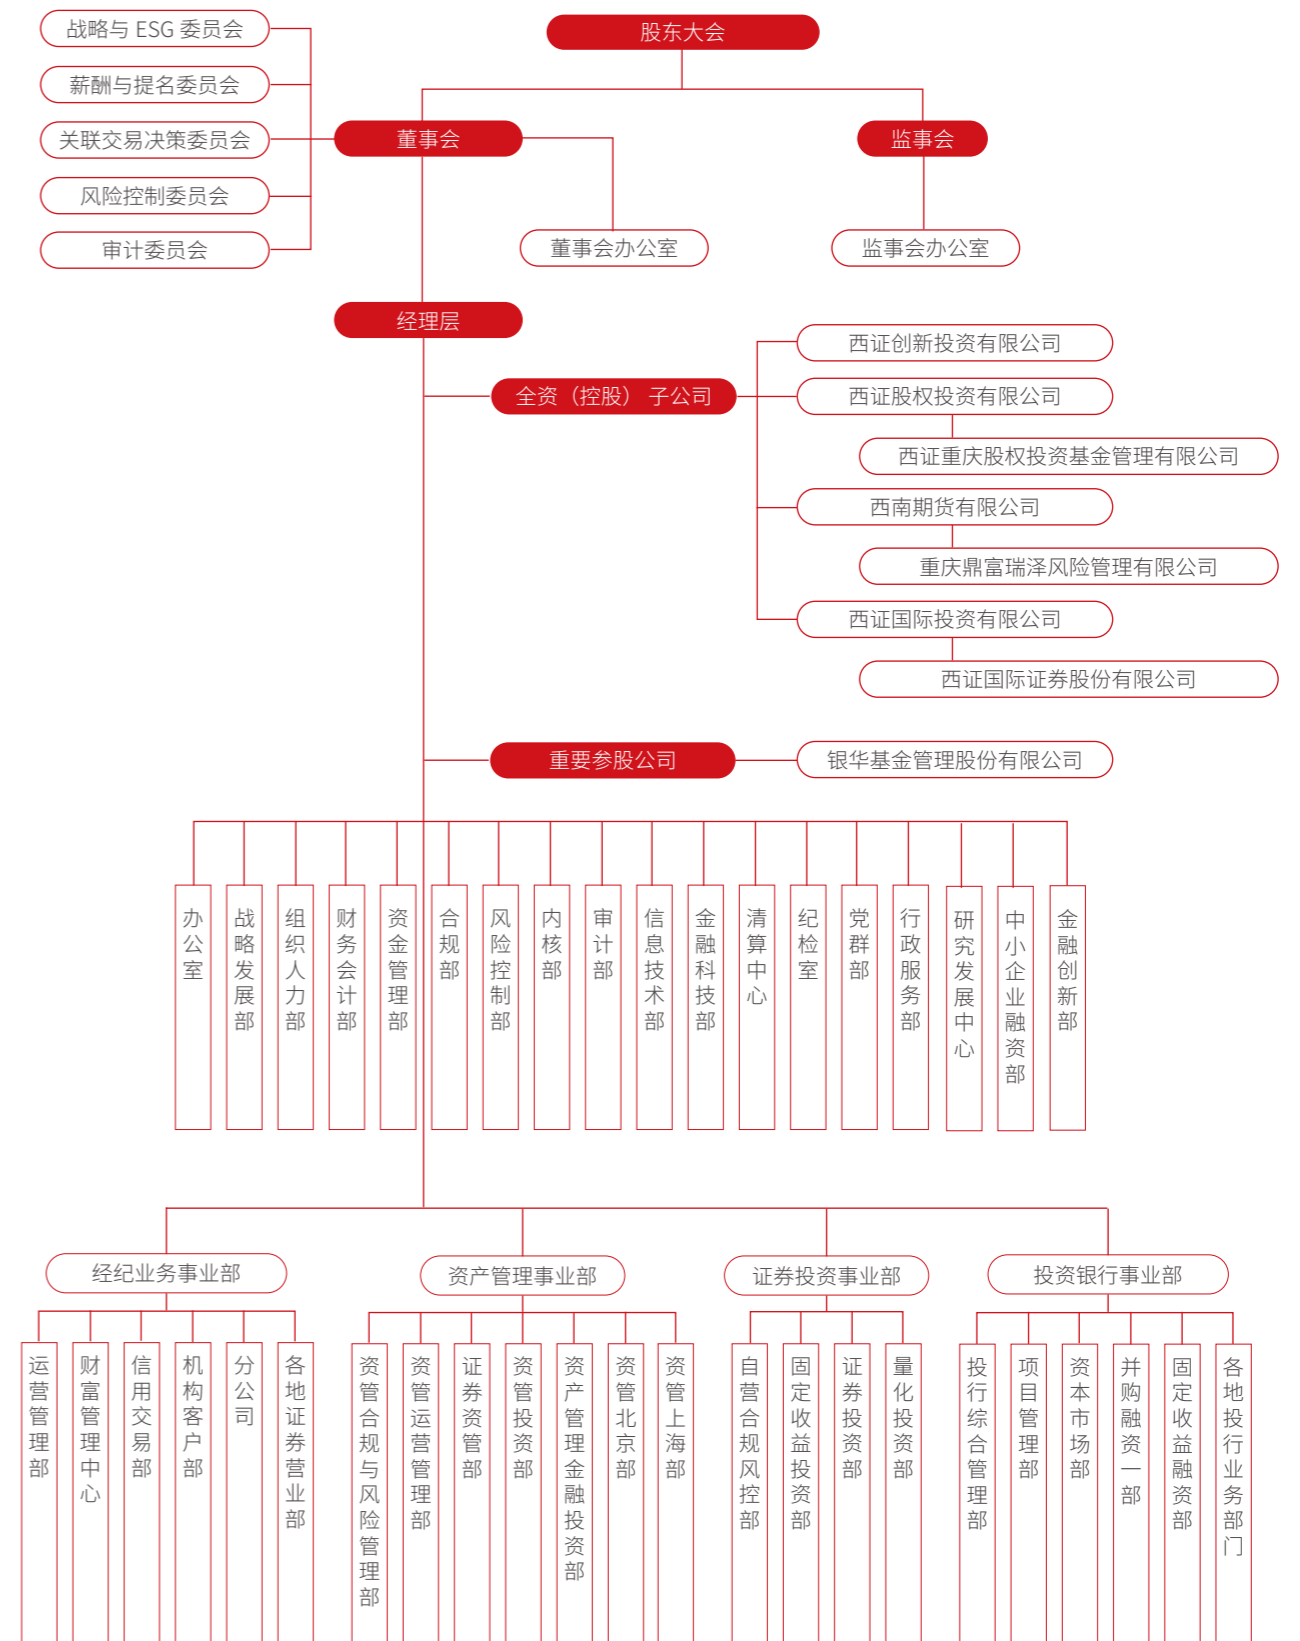 股东大会
战略与 ESG 委员会
薪酬与提名委员会
关联交易决策委员会
风险控制委员会
审计委员会
董事会
监事会
董事会办公室
监事会办公室
经理层
全资（控股） 子公司
西证创新投资有限公司
西证股权投资有限公司
西证重庆股权投资基金管理有限公司
西南期货有限公司
重庆鼎富瑞泽风险管理有限公司
西证国际投资有限公司
西证国际证券股份有限公司
重要参股公司
银华基金管理股份有限公司
办公室
战略发展部
组织人力部
财务会计部
资金管理部
合规部
风险控制部
内核部
审计部
信息技术部
金融科技部
清算中心
纪检室
党群部
行政服务部
研究发展中心
中小企业融资部
金融创新部
经纪业务事业部
运营管理部
财富管理中心
信用交易部
机构客户部
分公司
各地证券营业部
资产管理事业部
资管合规与风险管理部
资管运营管理部
证券资管部
资管投资部
资产管理金融投资部
资管北京部
资管上海部
证券投资事业部
自营合规风控部
固定收益投资部
证券投资部
量化投资部
投资银行事业部
投行综合管理部
项目管理部
资本市场部
并购融资一部
固定收益融资部
各地投行业务部门